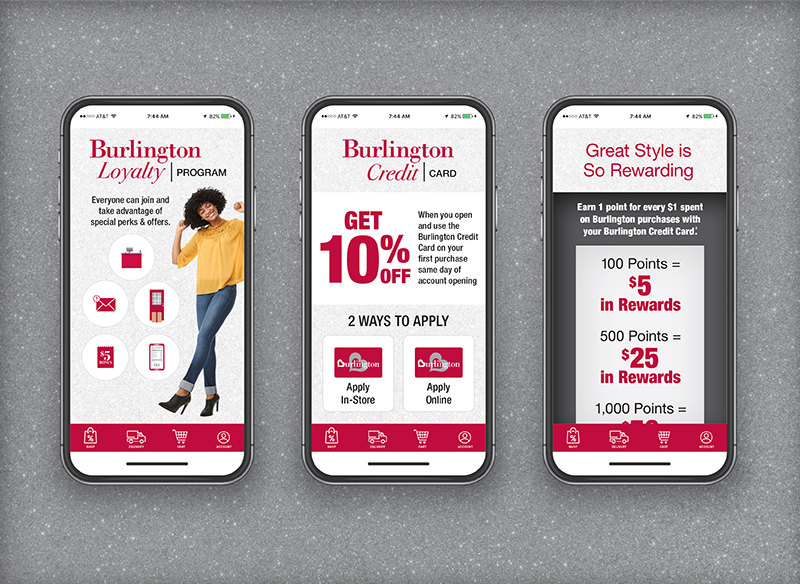 AT&T 7:44 AM 82%
Burlington
Loyalty | PROGRAM
Everyone can join and
take advantage of
special perks & offers.
$5
BONUS
SHOP DELIVERY CART ACCOUNT
AT&T 7:44 AM 82%
Burlington
Credit | CARD
GET
10% OFF
When you open
and use the
Burlington Credit
Card on your
first purchase
same day of
account opening
2 WAYS TO APPLY
Burlington
Apply
In-Store
Burlington
Apply
Online
SHOP DELIVERY CART ACCOUNT
AT&T 7:44 AM 82%
Great Style is
So Rewarding
Earn 1 point for every $1 spent
on Burlington purchases with
your Burlington Credit Card.
100 Points =
$5
in Rewards
500 Points =
$25
in Rewards
1,000 Points =
SHOP DELIVERY CART ACCOUNT